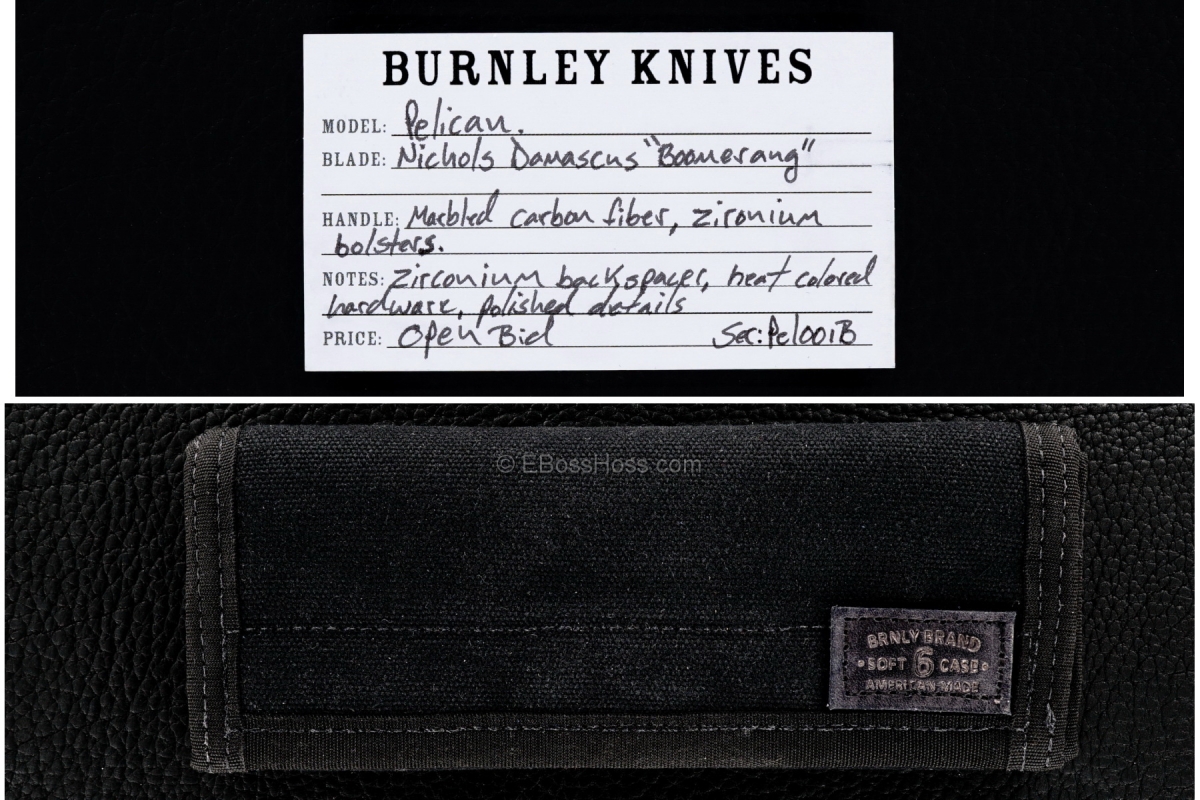 BURNLEY KNIVES
MODEL: Pelican.
BLADE: Nichols Damascus "Boomerang"
HANDLE: Marbled carbon fiber, zironium
bolsters.
NOTES: Zirconium backspacer, heat colored
hardware, polished details
PRICE: Open Bid Ser: Pel001B
© EBossHoss.com
BRNLY BRAND
• SOFT 6 CASE •
AMERICAN MADE